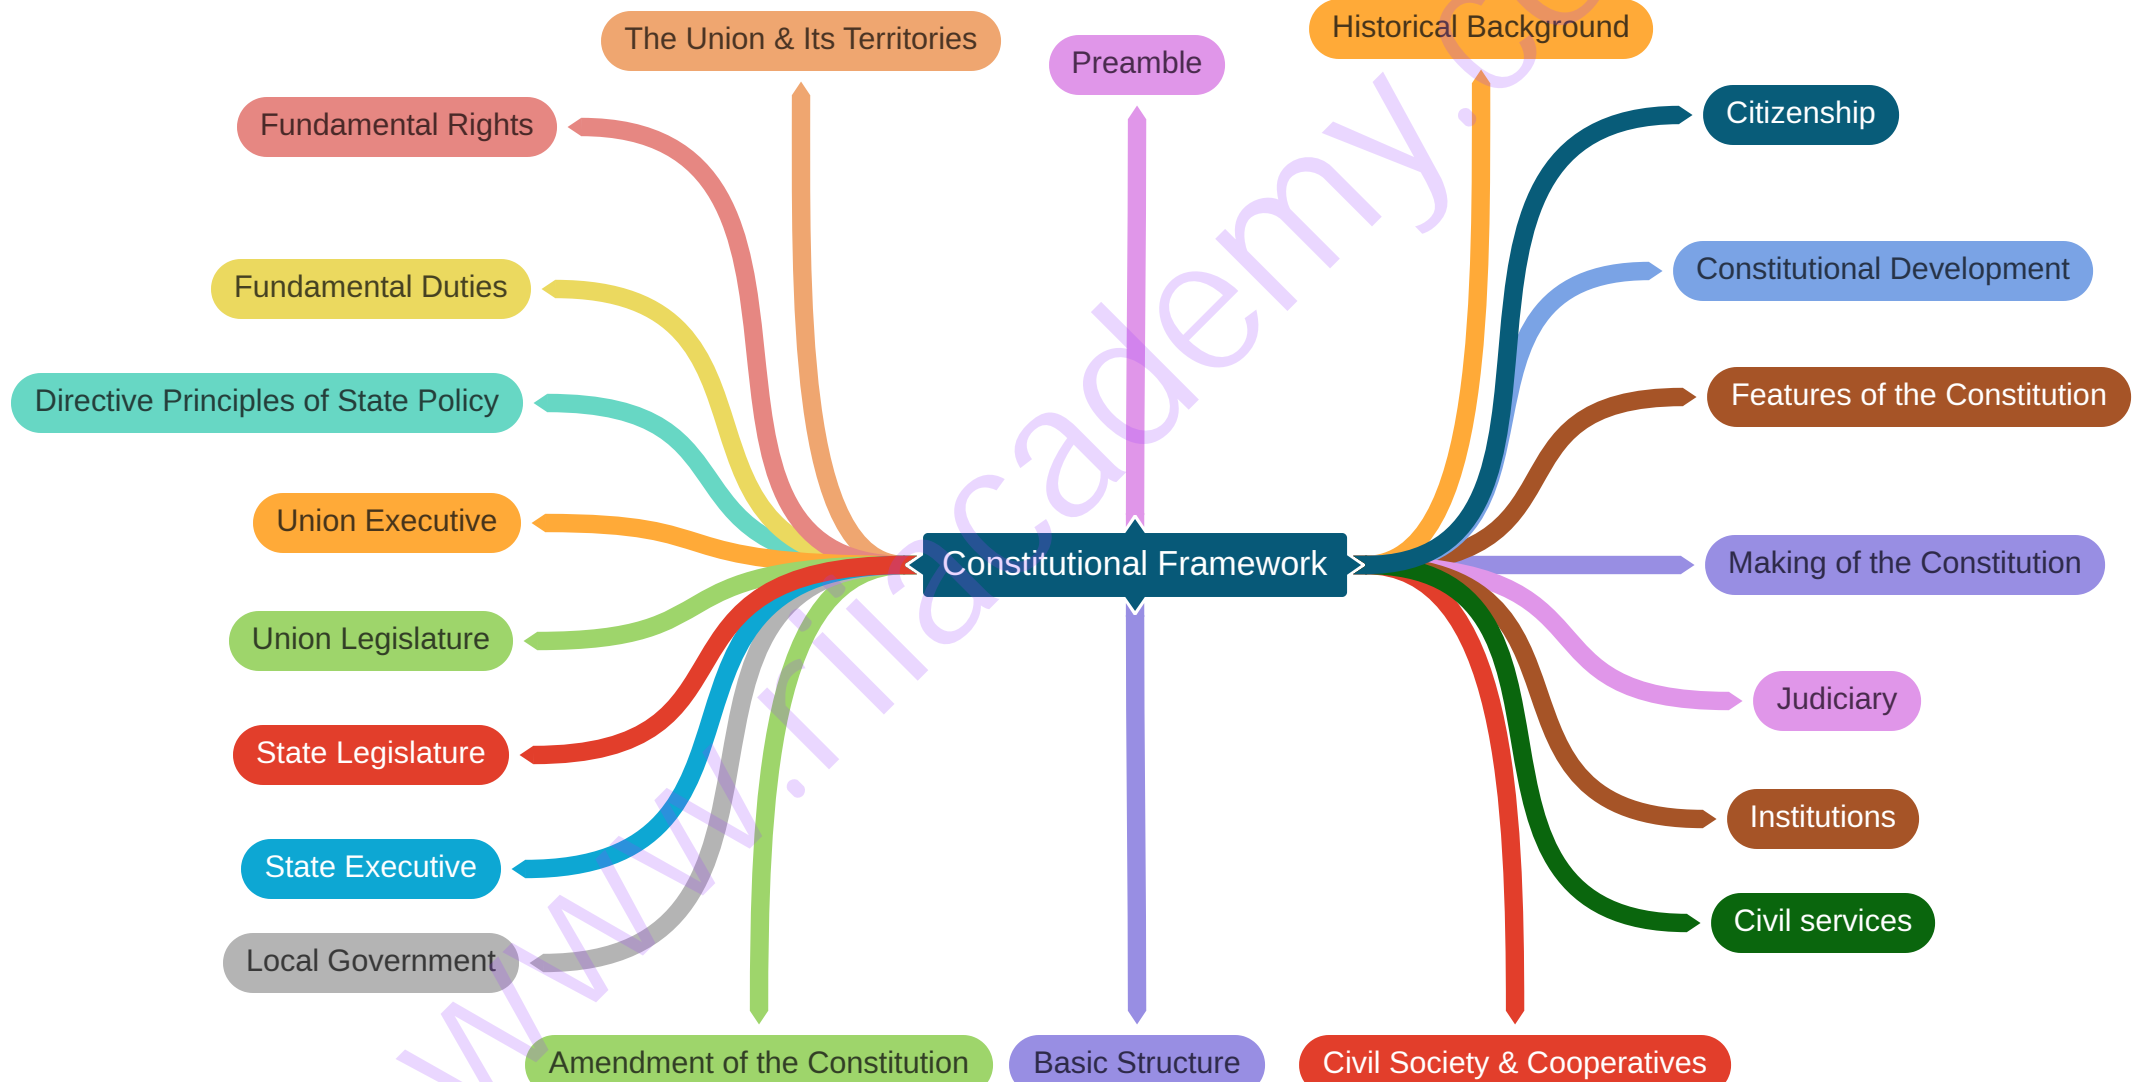 The Union & Its Territories
Preamble
Historical Background
Fundamental Rights
Citizenship
Fundamental Duties
Constitutional Development
Directive Principles of State Policy
Features of the Constitution
Union Executive
Constitutional Framework
Making of the Constitution
Union Legislature
Judiciary
State Legislature
Institutions
State Executive
Civil services
Local Government
Amendment of the Constitution
Basic Structure
Civil Society & Cooperatives